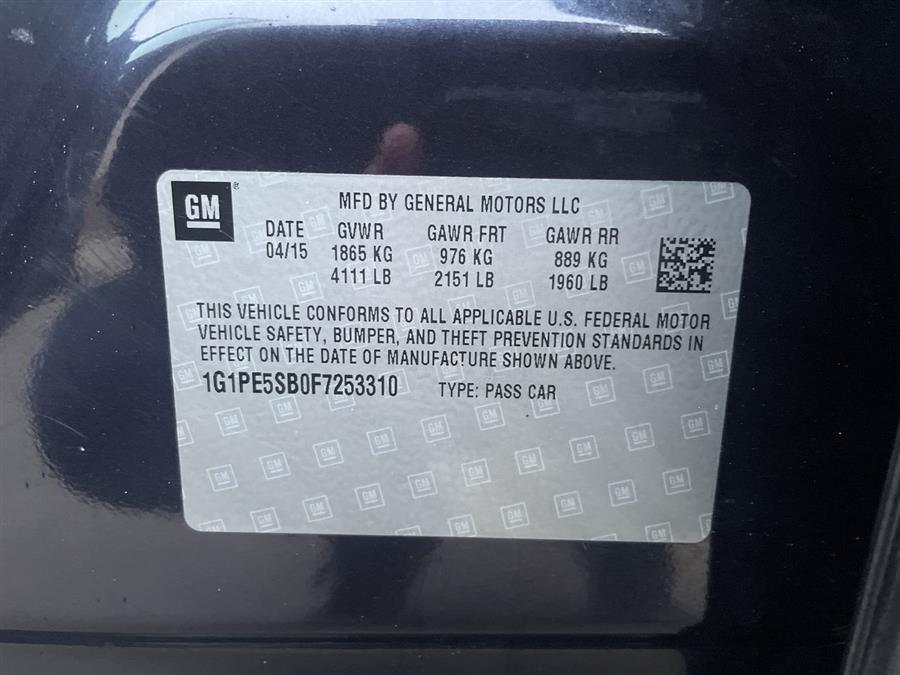 GM ®
MFD BY GENERAL MOTORS LLC
DATE GVWR GAWR FRT GAWR RR
04/15 1865 KG 976 KG 889 KG
4111 LB 2151 LB 1960 LB
THIS VEHICLE CONFORMS TO ALL APPLICABLE U.S. FEDERAL MOTOR
VEHICLE SAFETY, BUMPER, AND THEFT PREVENTION STANDARDS IN
EFFECT ON THE DATE OF MANUFACTURE SHOWN ABOVE.
1G1PE5SB0F7253310 TYPE: PASS CAR